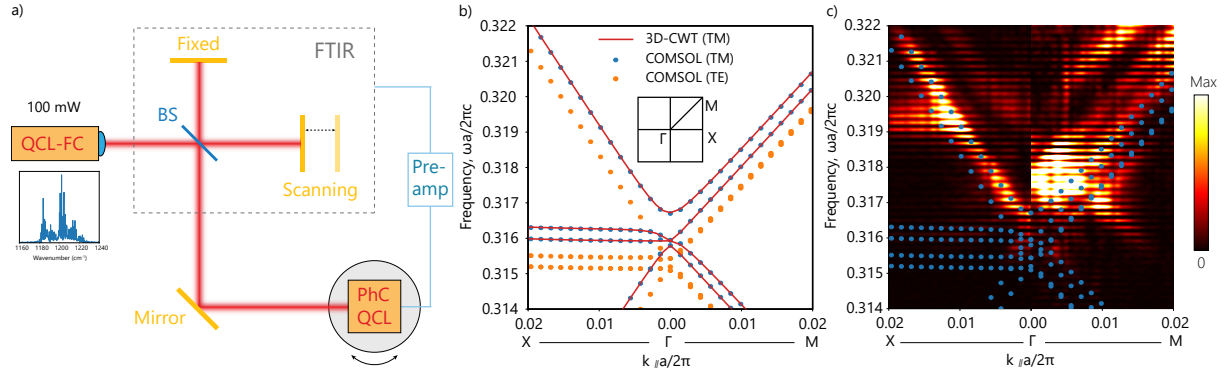 a)
Fixed
FTIR
100 mW
BS
QCL-FC
Scanning
Pre-
amp
1160 1180 1200 1220 1240
Wavenumber (cm⁻¹)
Mirror
PhC
QCL
b)
Frequency, ωa/2πc
0.322
0.321
0.320
0.319
0.318
0.317
0.316
0.315
0.314
3D-CWT (TM)
COMSOL (TM)
COMSOL (TE)
M
Γ
X
0.02 0.01 0.00 0.01 0.02
X Γ M
k∥a/2π
c)
Frequency, ωa/2πc
0.322
0.321
0.320
0.319
0.318
0.317
0.316
0.315
0.314
0.02 0.01 0.00 0.01 0.02
X Γ M
k∥a/2π
Max
0